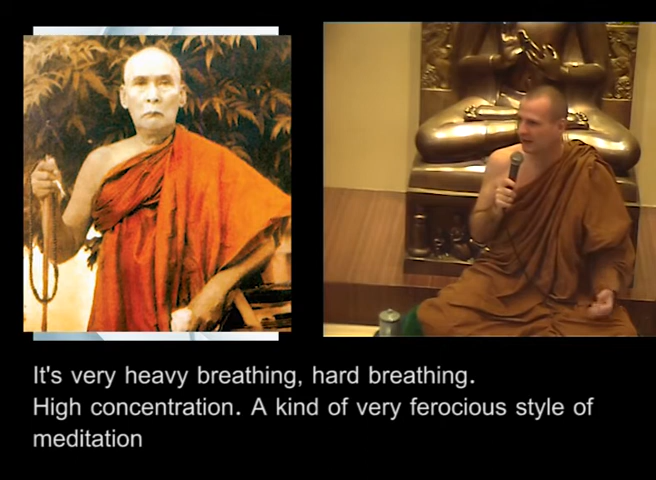 It's very heavy breathing, hard breathing.
High concentration. A kind of very ferocious style of
meditation